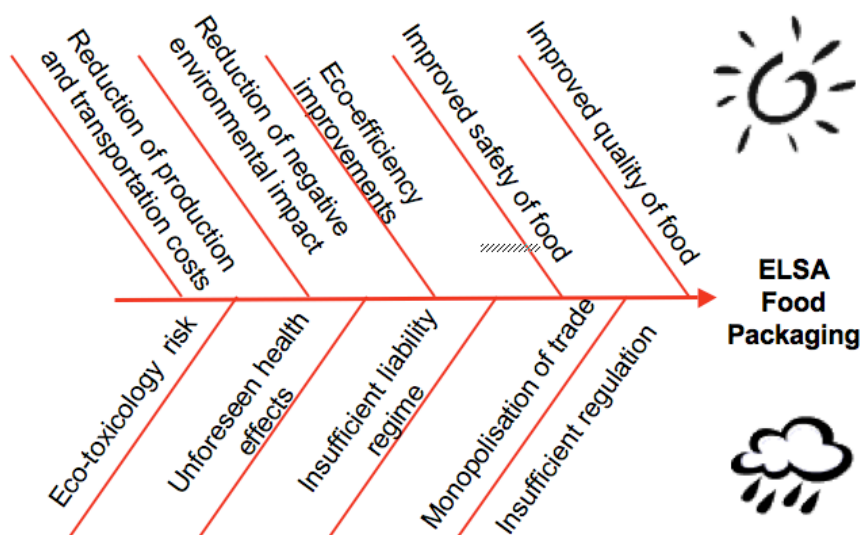 Reduction of production
and transportation costs
Reduction of negative
environmental impact
Eco-efficiency
improvements
Improved safety of food
Improved quality of food
ELSA
Food
Packaging
Eco-toxicology risk
Unforeseen health
effects
Insufficient liability
regime
Monopolisation of trade
Insufficient regulation